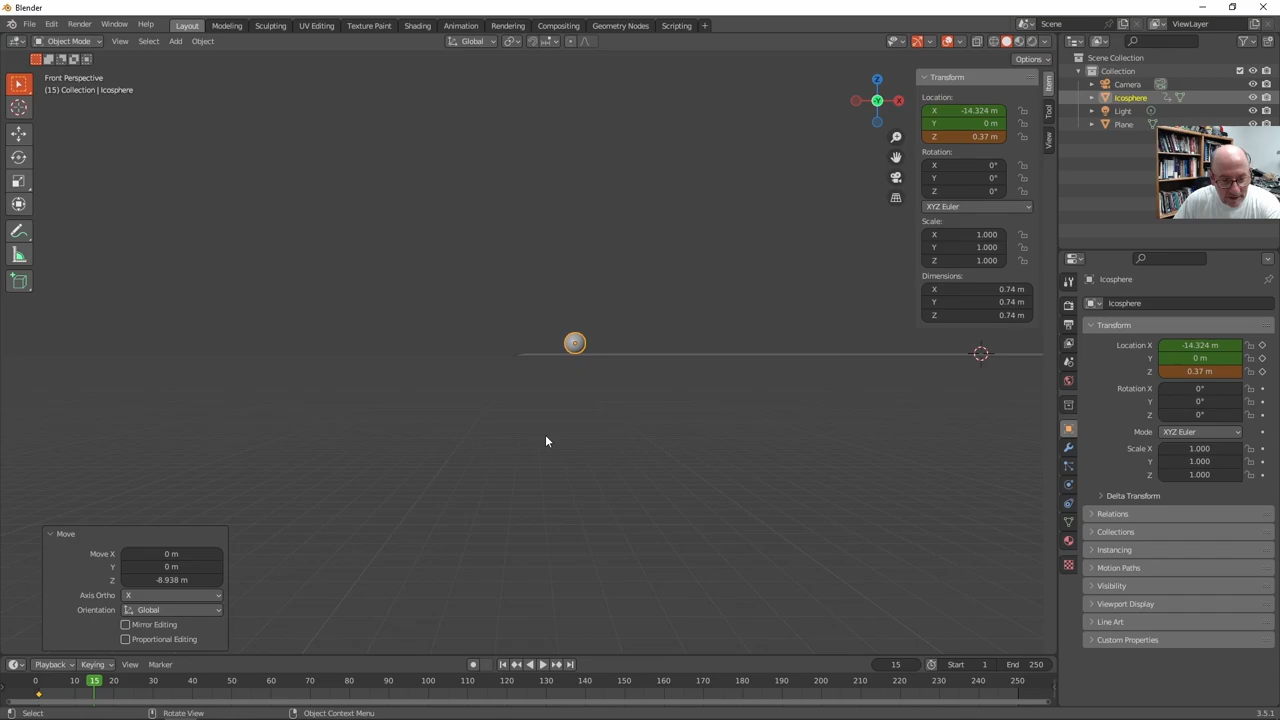 Blender
File Edit Render Window Help Layout Modeling Sculpting UV Editing Texture Paint Shading Animation Rendering Compositing Geometry Nodes Scripting + Scene ViewLayer
Object Mode View Select Add Object Global
Options
Front Perspective
(15) Collection | Icosphere
Z
X
-Y
Transform
Location:
X -14.324 m
Y 0 m
Z 0.37 m
Rotation:
X 0°
Y 0°
Z 0°
XYZ Euler
Scale:
X 1.000
Y 1.000
Z 1.000
Dimensions:
X 0.74 m
Y 0.74 m
Z 0.74 m
Item
Tool
View
Scene Collection
Collection
Camera
Icosphere
Light
Plane
Icosphere
Icosphere
Transform
Location X -14.324 m
Y 0 m
Z 0.37 m
Rotation X 0°
Y 0°
Z 0°
Mode XYZ Euler
Scale X 1.000
Y 1.000
Z 1.000
Delta Transform
Relations
Collections
Instancing
Motion Paths
Visibility
Viewport Display
Line Art
Custom Properties
Move
Move X 0 m
Y 0 m
Z -8.938 m
Axis Ortho X
Orientation Global
Mirror Editing
Proportional Editing
Playback Keying View Marker 15 Start 1 End 250
0 10 15 20 30 40 50 60 70 80 90 100 110 120 130 140 150 160 170 180 190 200 210 220 230 240 250
Select Rotate View Object Context Menu 3.5.1